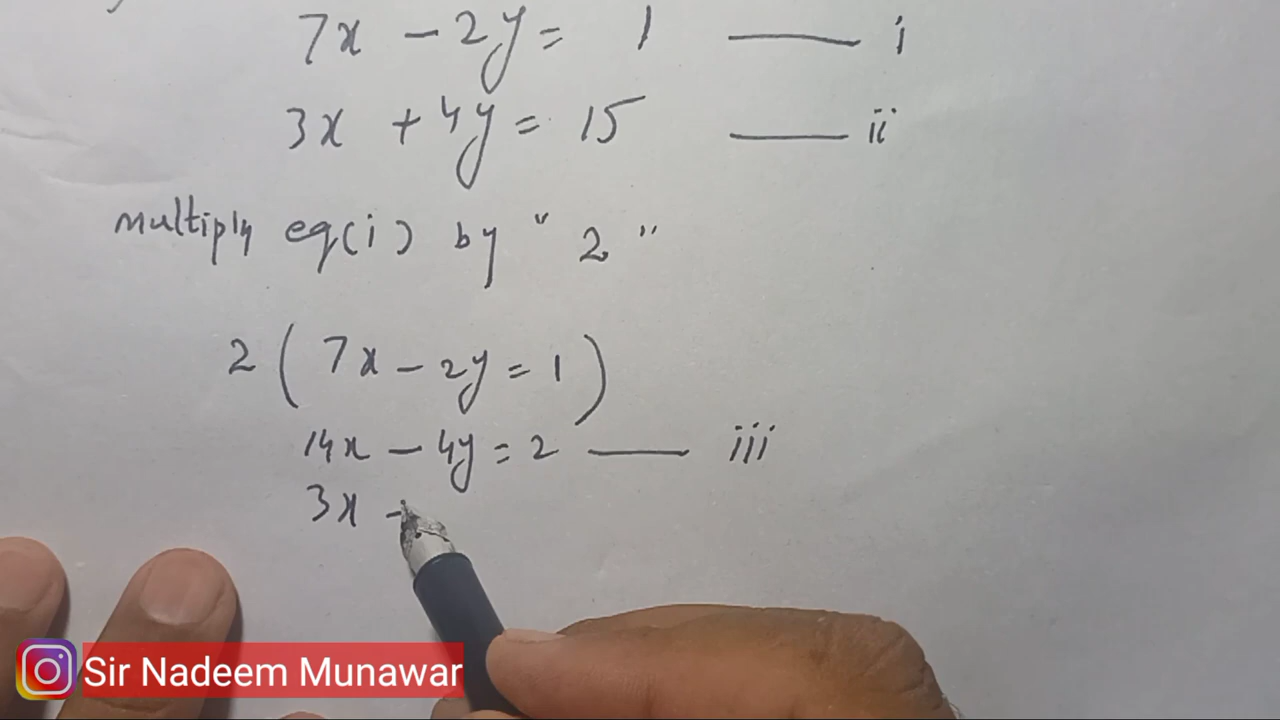 7x - 2y = 1 —— i
3x + 4y = 15 —— ii
multiply eq(i) by " 2 "
2 ( 7x - 2y = 1 )
14x - 4y = 2 —— iii
3x -
Sir Nadeem Munawar